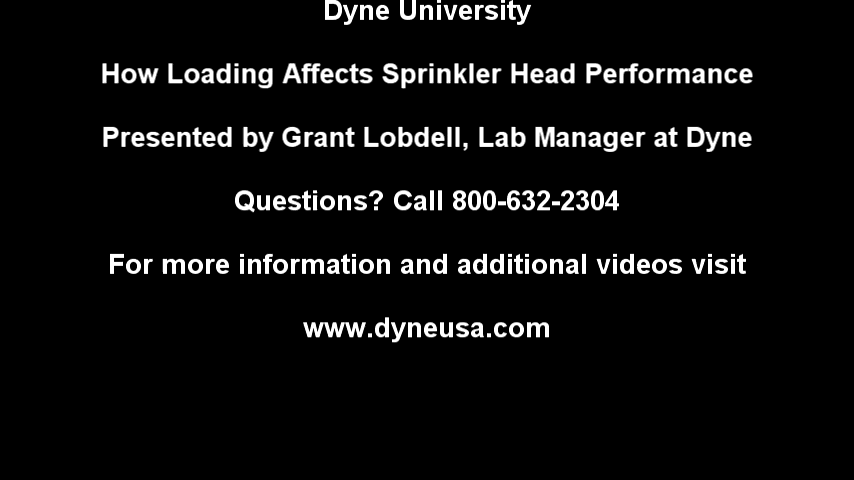 Dyne University
How Loading Affects Sprinkler Head Performance
Presented by Grant Lobdell, Lab Manager at Dyne
Questions? Call 800-632-2304
For more information and additional videos visit
www.dyneusa.com